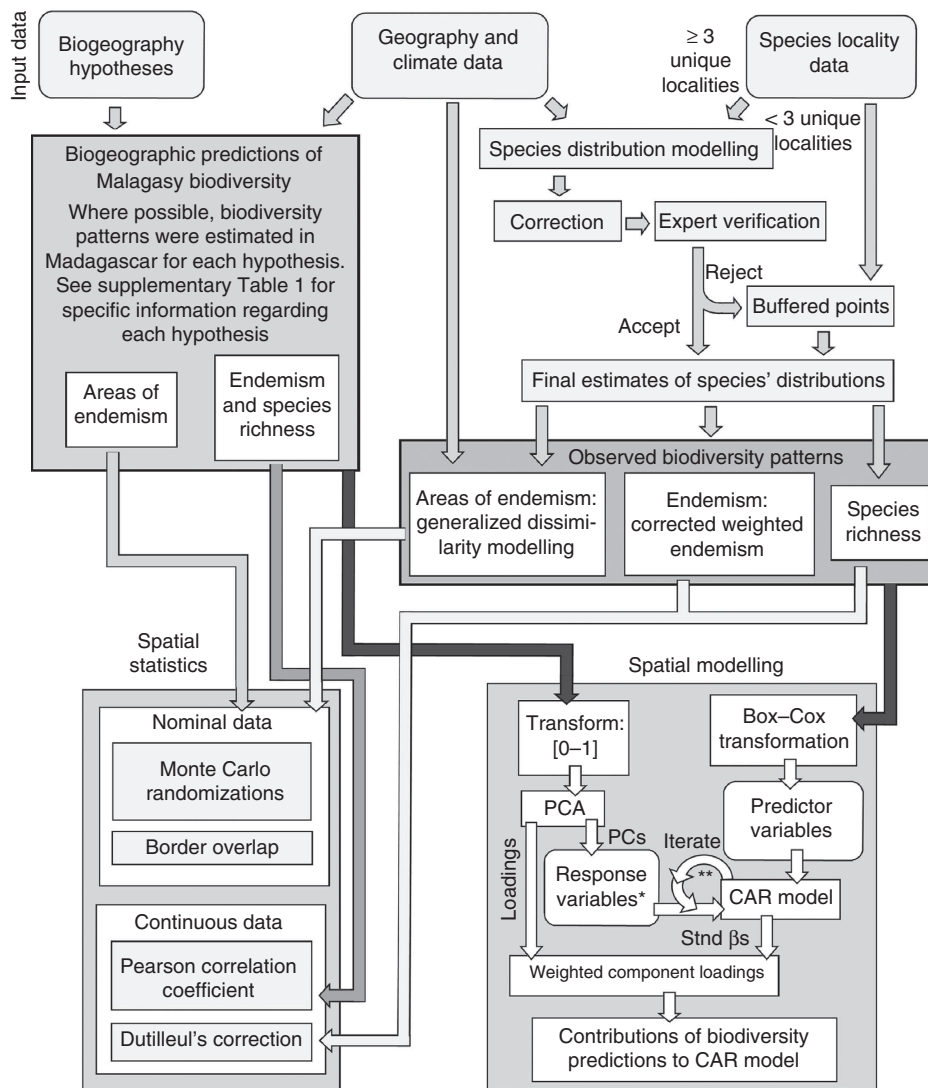 Input data
Biogeography
hypotheses
Geography and
climate data
≥ 3
unique
localities
Species locality
data
< 3 unique
localities
Biogeographic predictions of
Malagasy biodiversity
Where possible, biodiversity
patterns were estimated in
Madagascar for each hypothesis.
See supplementary Table 1 for
specific information regarding
each hypothesis
Areas of
endemism
Endemism
and species
richness
Species distribution modelling
Correction
Expert verification
Reject
Accept
Buffered points
Final estimates of species' distributions
Observed biodiversity patterns
Areas of endemism:
generalized dissimi-
larity modelling
Endemism:
corrected weighted
endemism
Species
richness
Spatial
statistics
Nominal data
Monte Carlo
randomizations
Border overlap
Continuous data
Pearson correlation
coefficient
Dutilleul's correction
Spatial modelling
Transform:
[0–1]
Box–Cox
transformation
PCA
PCs
Loadings
Predictor
variables
Iterate
**
Response
variables*
CAR model
Stnd βs
Weighted component loadings
Contributions of biodiversity
predictions to CAR model